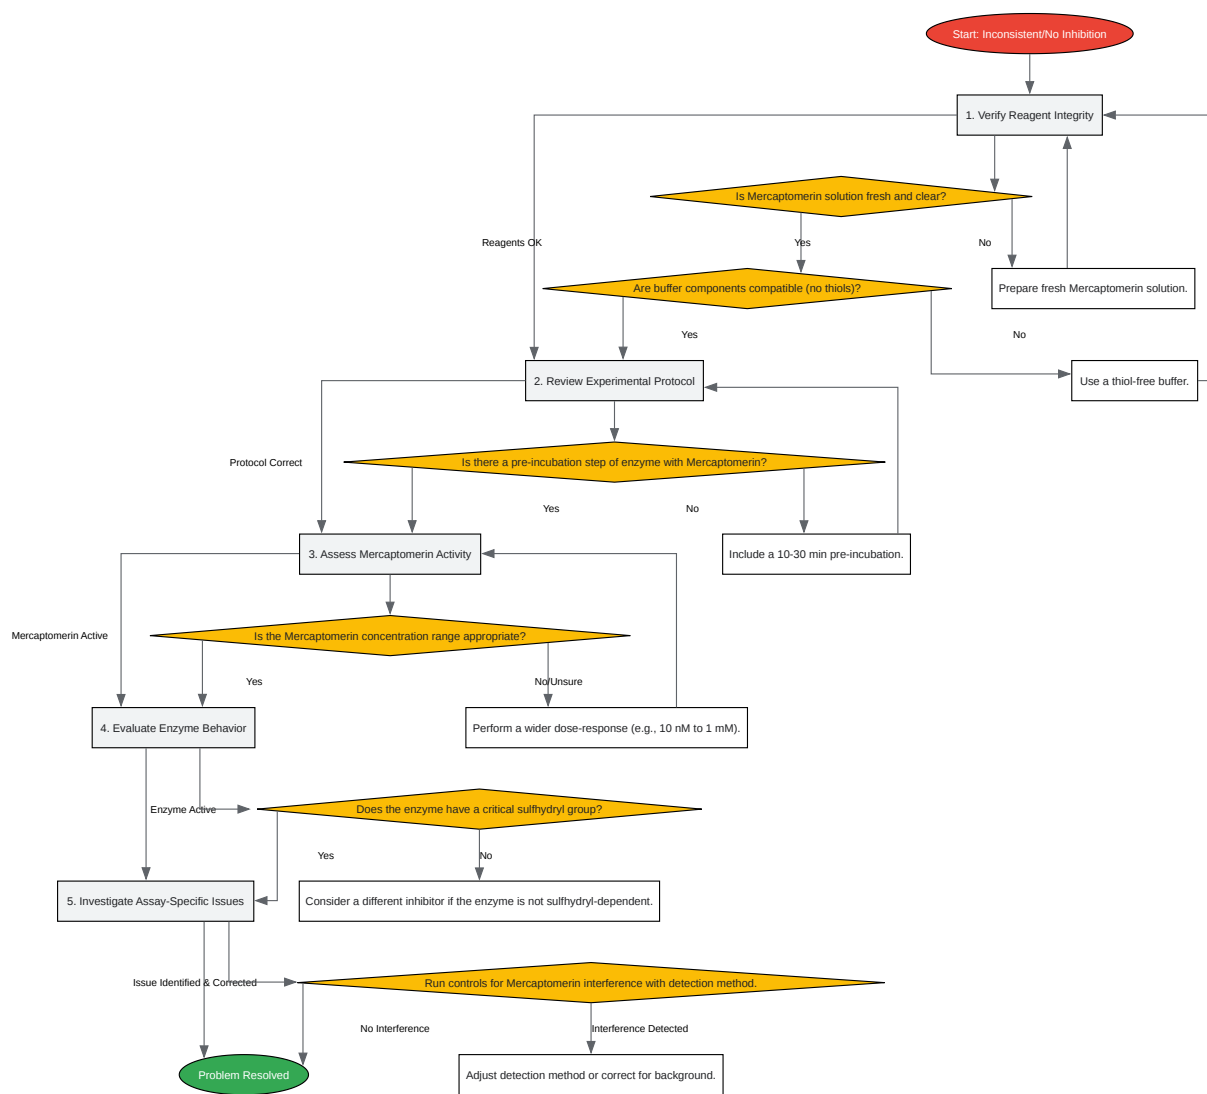 Start: Inconsistent/No Inhibition
1. Verify Reagent Integrity
Is Mercaptomerin solution fresh and clear?
Reagents OK
Yes
No
Are buffer components compatible (no thiols)?
Prepare fresh Mercaptomerin solution.
Yes
No
2. Review Experimental Protocol
Use a thiol-free buffer.
Protocol Correct
Is there a pre-incubation step of enzyme with Mercaptomerin?
Yes
No
3. Assess Mercaptomerin Activity
Include a 10-30 min pre-incubation.
Mercaptomerin Active
Is the Mercaptomerin concentration range appropriate?
Yes
No/Unsure
4. Evaluate Enzyme Behavior
Perform a wider dose-response (e.g., 10 nM to 1 mM).
Enzyme Active
Does the enzyme have a critical sulfhydryl group?
Yes
No
5. Investigate Assay-Specific Issues
Consider a different inhibitor if the enzyme is not sulfhydryl-dependent.
Issue Identified & Corrected
Run controls for Mercaptomerin interference with detection method.
No Interference
Interference Detected
Problem Resolved
Adjust detection method or correct for background.